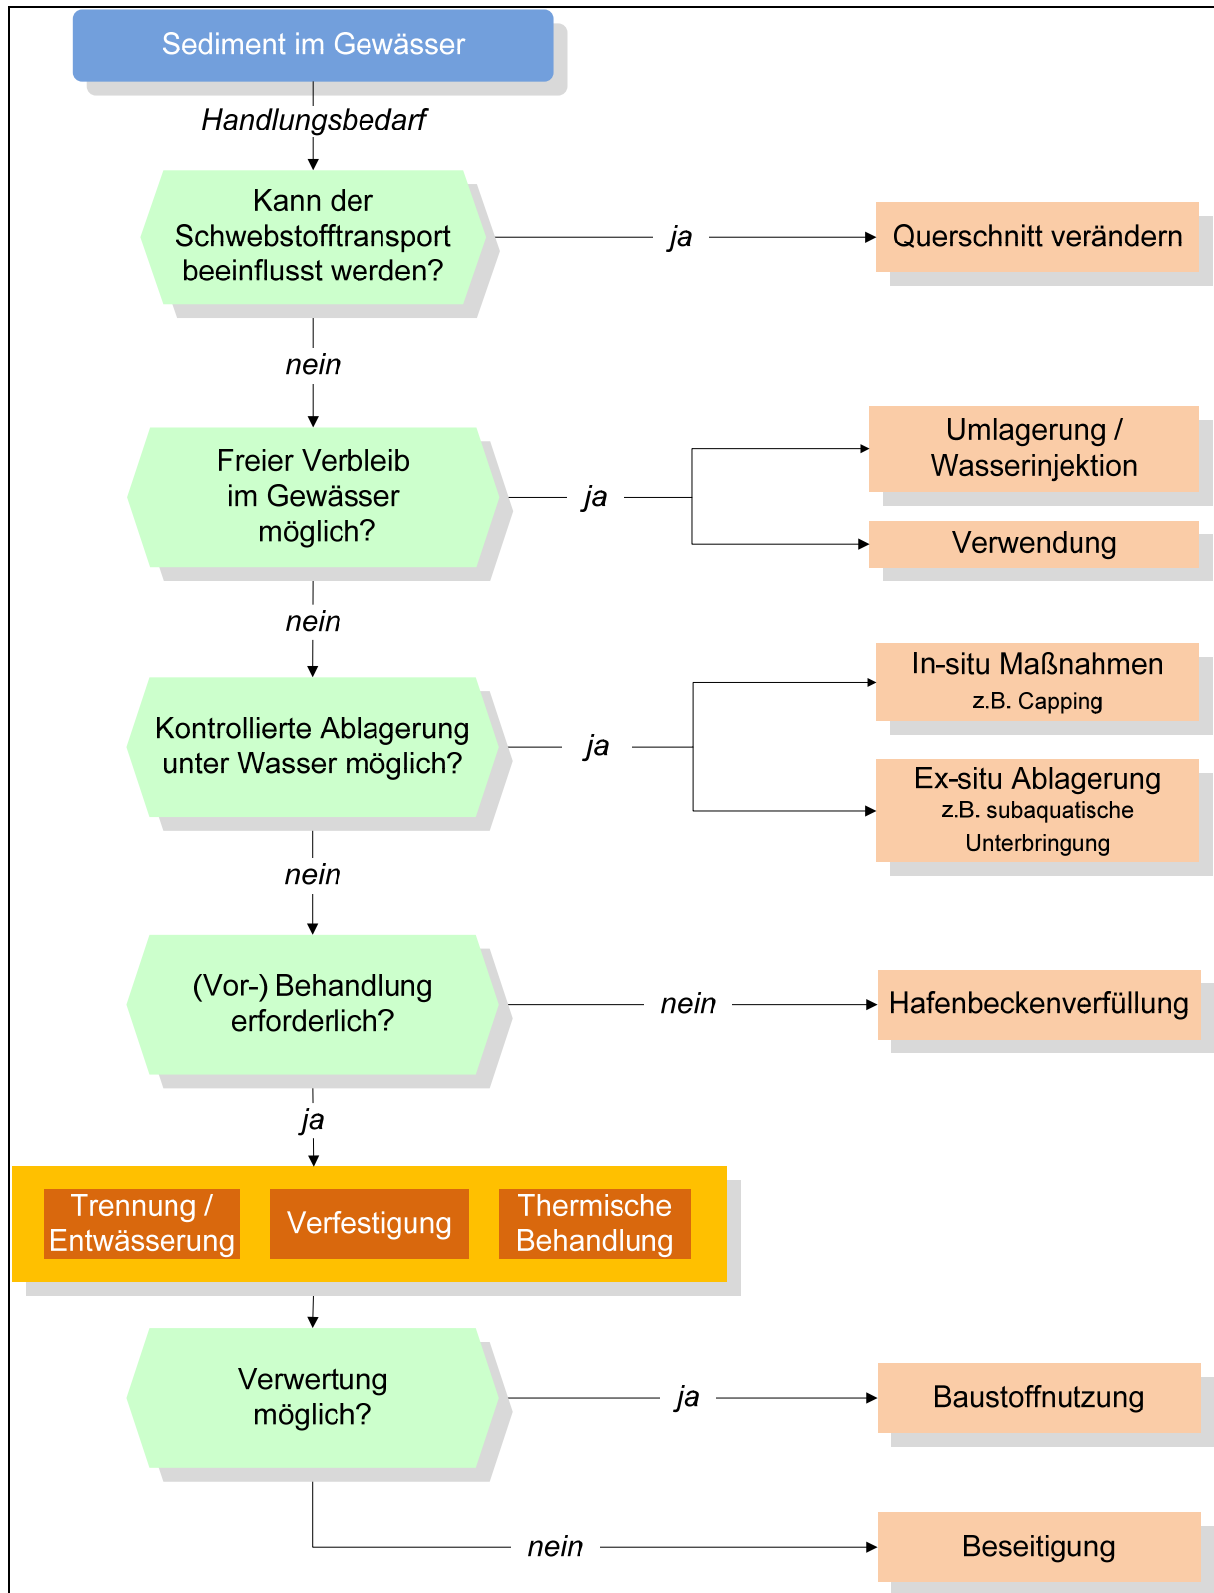 Sediment im Gewässer
Handlungsbedarf
Kann der
Schwebstofftransport
beeinflusst werden?
ja
Querschnitt verändern
nein
Freier Verbleib
im Gewässer
möglich?
ja
Umlagerung /
Wasserinjektion
Verwendung
nein
Kontrollierte Ablagerung
unter Wasser möglich?
ja
In-situ Maßnahmen
z.B. Capping
Ex-situ Ablagerung
z.B. subaquatische
Unterbringung
nein
(Vor-) Behandlung
erforderlich?
nein
Hafenbeckenverfüllung
ja
Trennung /
Entwässerung
Verfestigung
Thermische
Behandlung
Verwertung
möglich?
ja
Baustoffnutzung
nein
Beseitigung